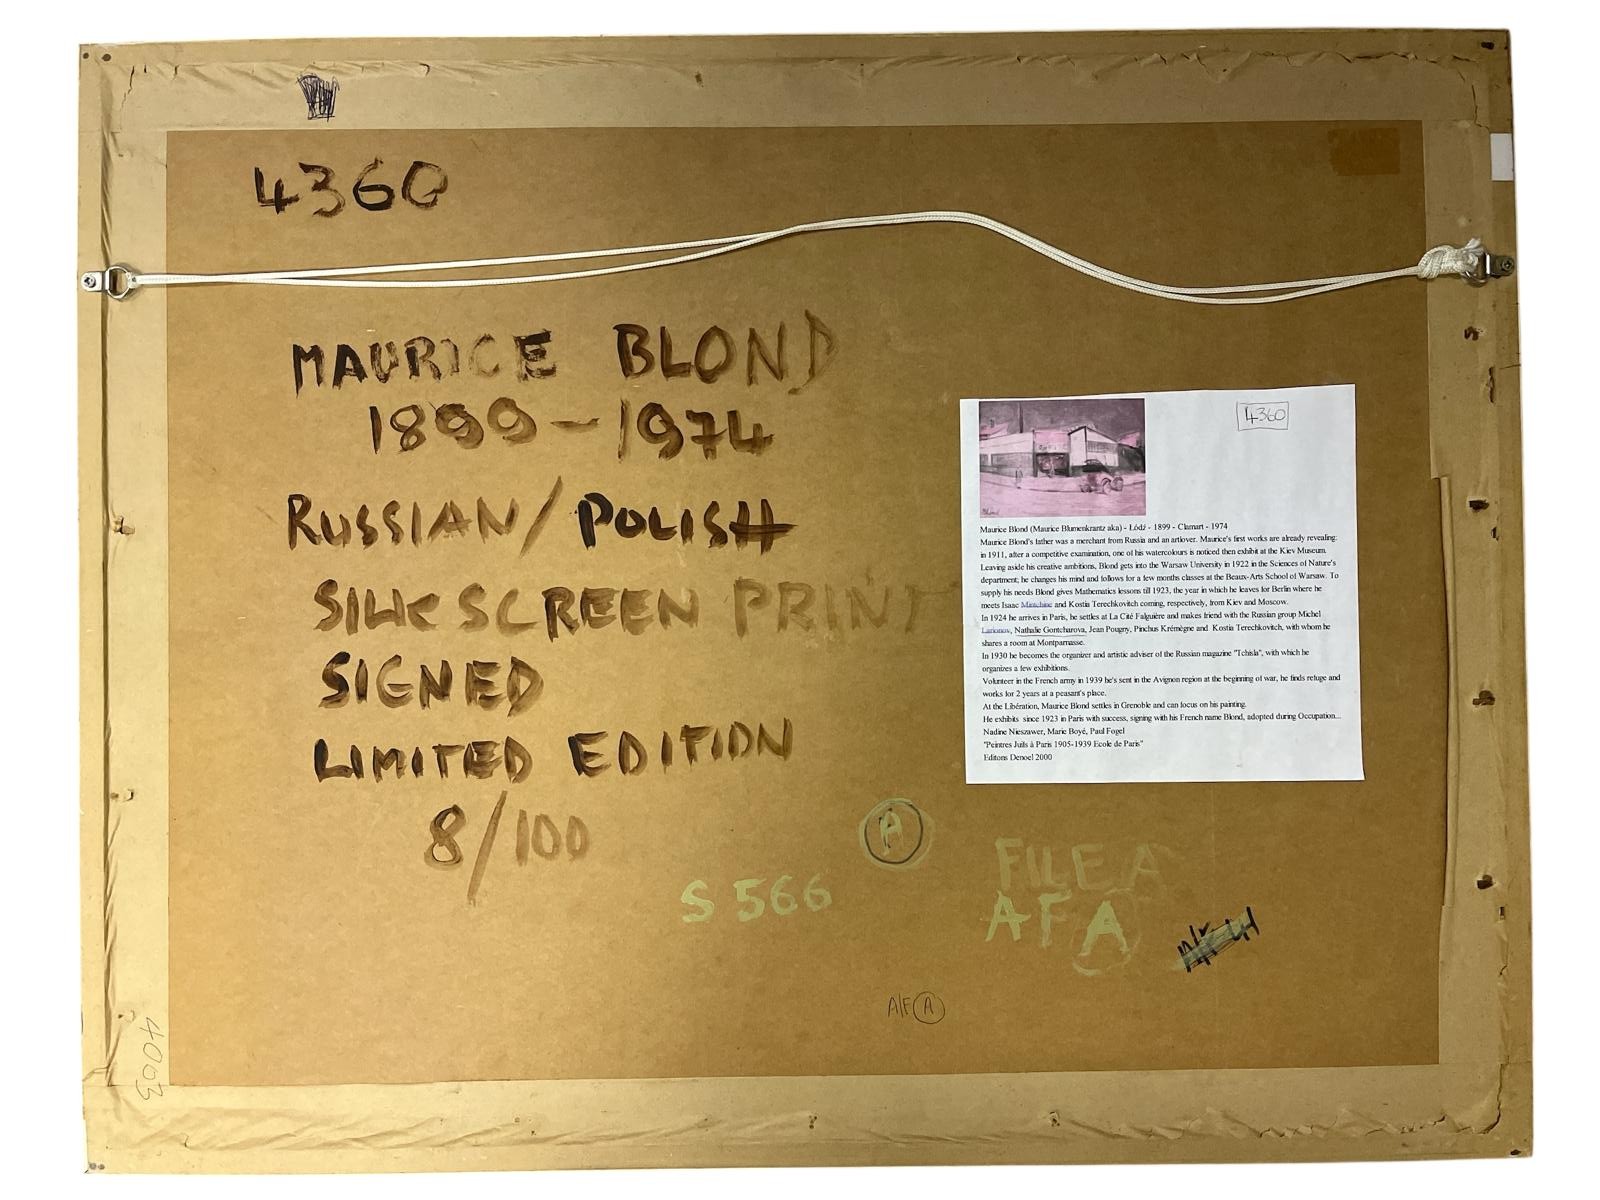 4360
MAURICE BLOND
1899-1974
RUSSIAN/POLISH
SILK SCREEN PRINT
SIGNED
LIMITED EDITION
8/100
4360
Maurice Blond (Maurice Blumenkrantz aka) - Łódź - 1899 - Clamart - 1974
Maurice Blond's father was a merchant from Russia and an artlover. Maurice's first works are already revealing:
in 1911, after a competitive examination, one of his watercolours is noticed then exhibit at the Kiev Museum.
Leaving aside his creative ambitions, Blond gets into the Warsaw University in 1922 in the Sciences of Nature's
department; he changes his mind and follows for a few months classes at the Beaux-Arts School of Warsaw. To
supply his needs Blond gives Mathematics lessons till 1923, the year in which he leaves for Berlin where he
meets Isaac Mintchine and Kostia Terechkovitch coming, respectively, from Kiev and Moscow.
In 1924 he arrives in Paris, he settles at La Cité Falguière and makes friend with the Russian group Michel
Larionov, Nathalie Gontcharova, Jean Pougny, Pinchus Krémègne and Kostia Terechkovitch, with whom he
shares a room at Montparnasse.
In 1930 he becomes the organizer and artistic adviser of the Russian magazine "Tchisla", with which he
organizes a few exhibitions.
Volunteer in the French army in 1939 he's sent in the Avignon region at the beginning of war, he finds refuge and
works for 2 years at a peasant's place.
At the Libération, Maurice Blond settles in Grenoble and can focus on his painting.
He exhibits since 1923 in Paris with success, signing with his French name Blond, adopted during Occupation...
Nadine Nieszawer, Marie Boyé, Paul Fogel
"Peintres Juifs à Paris 1905-1939 Ecole de Paris"
Editons Denoel 2000
A
S 566
FILE A
A F A
A/F A
4003